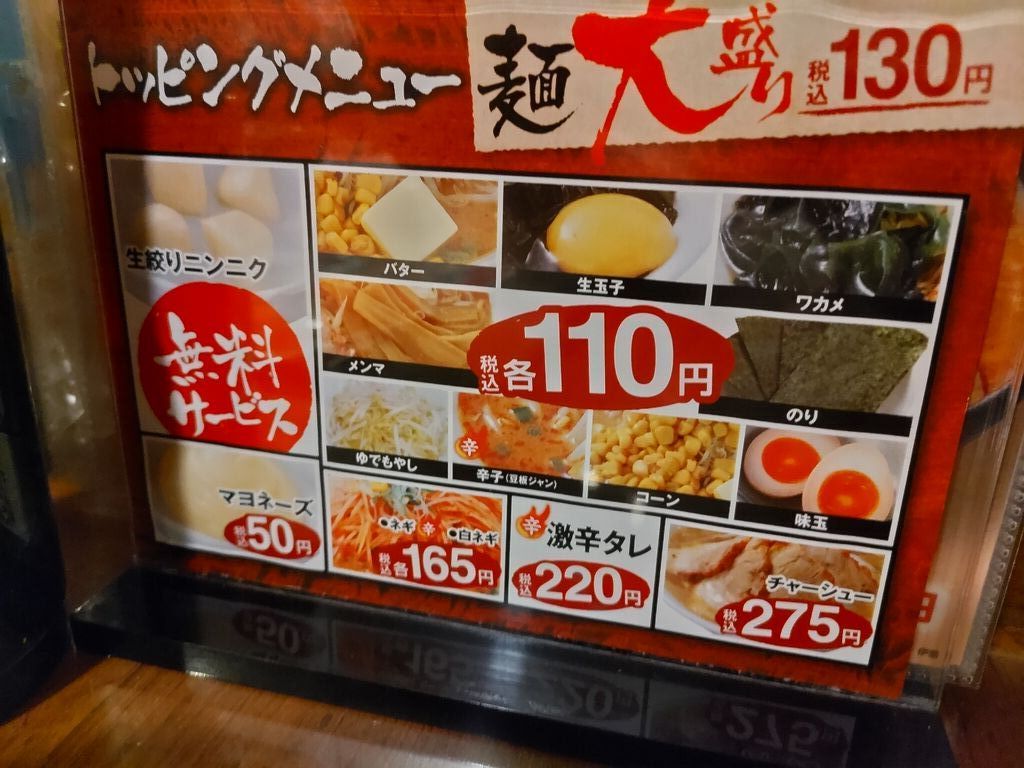 トッピングメニュー
麺大盛り税込130円
生絞りニンニク
無料
サービス
バター
生玉子
ワカメ
メンマ
税込各110円
のり
ゆでもやし
辛
辛子(豆板ジャン)
コーン
味玉
マヨネーズ
税込50円
●ネギ辛 ●白ネギ
税込各165円
辛激辛タレ
税込220円
チャーシュー
税込275円